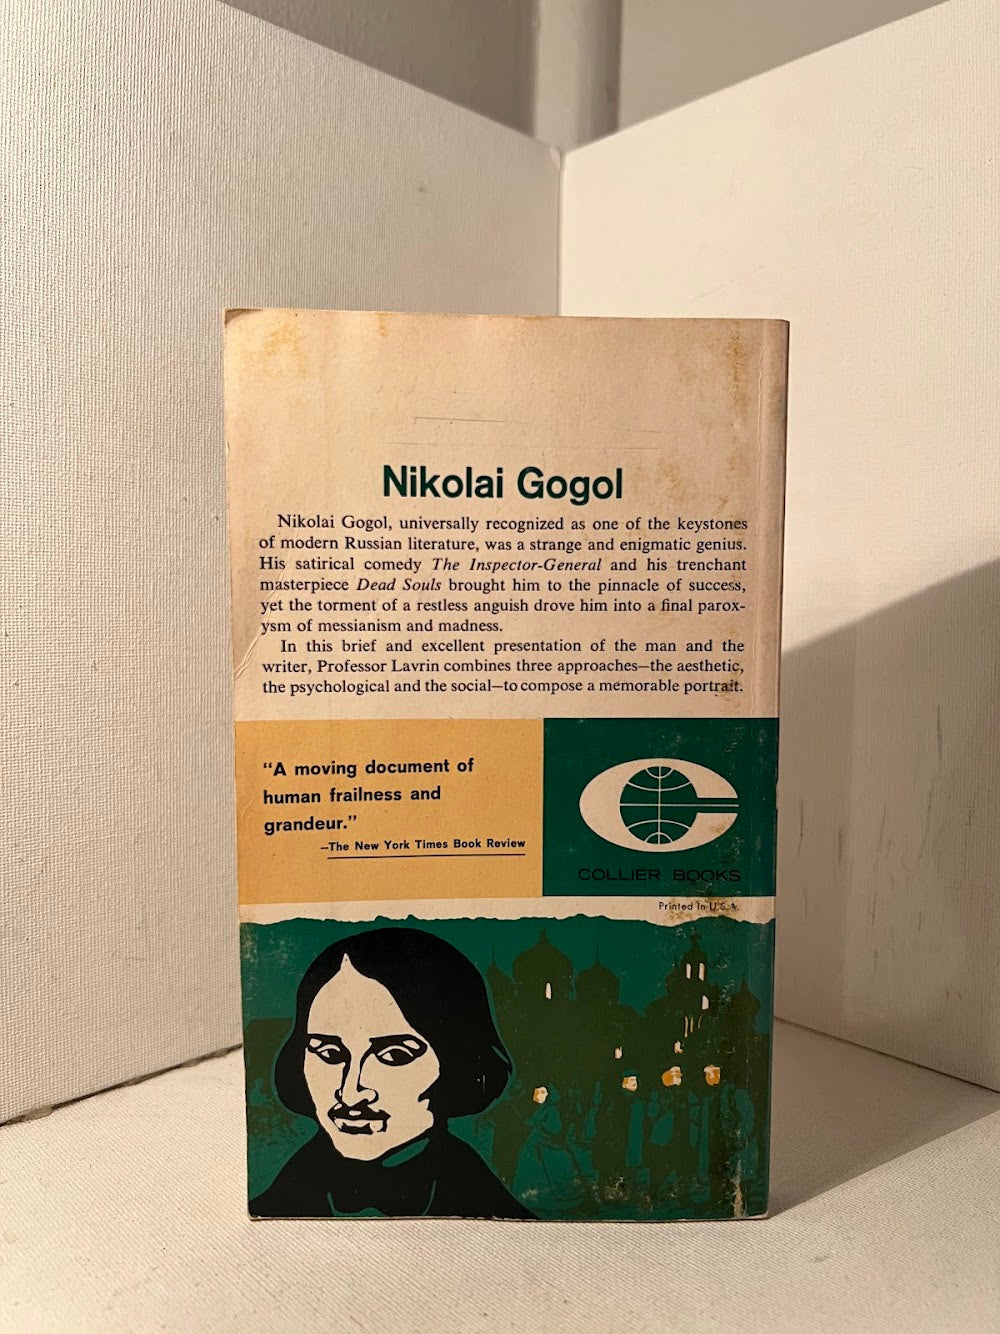 Nikolai Gogol
Nikolai Gogol, universally recognized as one of the keystones
of modern Russian literature, was a strange and enigmatic genius.
His satirical comedy The Inspector-General and his trenchant
masterpiece Dead Souls brought him to the pinnacle of success,
yet the torment of a restless anguish drove him into a final parox-
ysm of messianism and madness.
In this brief and excellent presentation of the man and the
writer, Professor Lavrin combines three approaches—the aesthetic,
the psychological and the social—to compose a memorable portrait.
“A moving document of
human frailness and
grandeur.”
—The New York Times Book Review
COLLIER BOOKS
Printed in U.S.A.